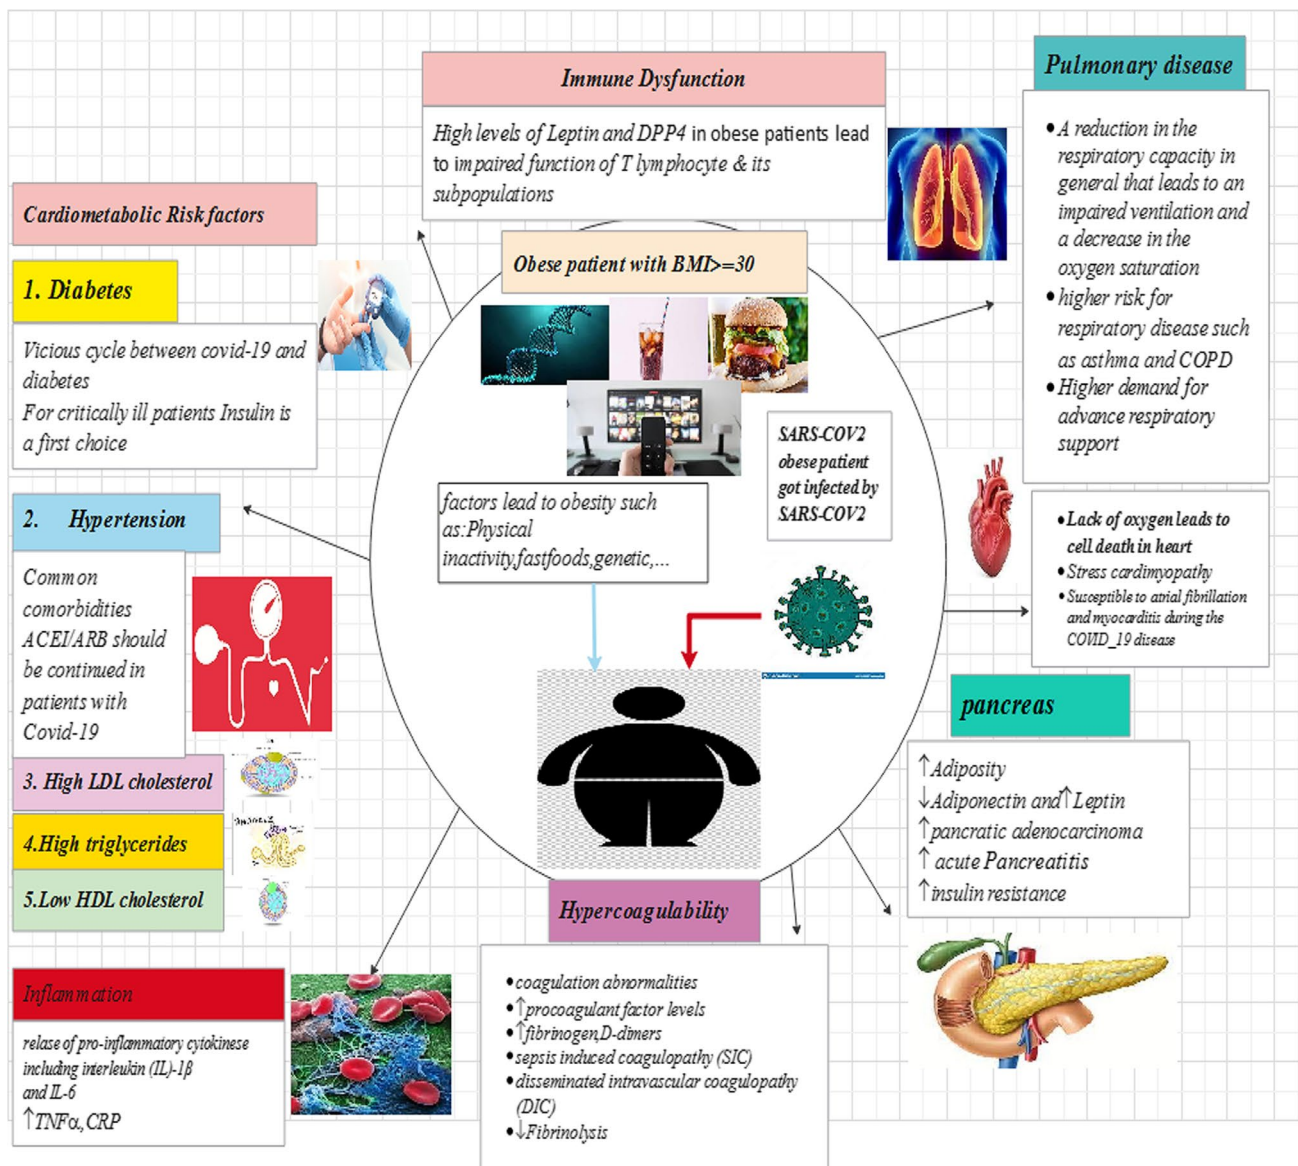 Immune Dysfunction
High levels of Leptin and DPP4 in obese patients lead
to impaired function of T lymphocyte & its
subpopulations
Pulmonary disease
•A reduction in the
respiratory capacity in
general that leads to an
impaired ventilation and
a decrease in the
oxygen saturation
•higher risk for
respiratory disease such
as asthma and COPD
•Higher demand for
advance respiratory
support
Cardiometabolic Risk factors
1. Diabetes
Vicious cycle between covid-19 and
diabetes
For critically ill patients Insulin is
a first choice
Obese patient with BMI>=30
SARS-COV2
obese patient
got infected by
SARS-COV2
factors lead to obesity such
as:Physical
inactivity,fastfoods,genetic,...
2. Hypertension
Common
comorbidities
ACEI/ARB should
be continued in
patients with
Covid-19
3. High LDL cholesterol
4.High triglycerides
5.Low HDL cholesterol
•Lack of oxygen leads to
cell death in heart
•Stress cardimyopathy
•Susceptible to atrial fibrillation
and myocarditis during the
COVID_19 disease
pancreas
↑Adiposity
↓Adiponectin and↑Leptin
↑pancratic adenocarcinoma
↑ acute Pancreatitis
↑insulin resistance
Inflammation
relase of pro-inflammatory cytokinese
including interleukin (IL)-1β
and IL-6
↑TNFα,CRP
Hypercoagulability
•coagulation abnormalities
•↑procoagulant factor levels
•↑fibrinogen,D-dimers
•sepsis induced coagulopathy (SIC)
•disseminated intravascular coagulopathy
(DIC)
•↓Fibrinolysis